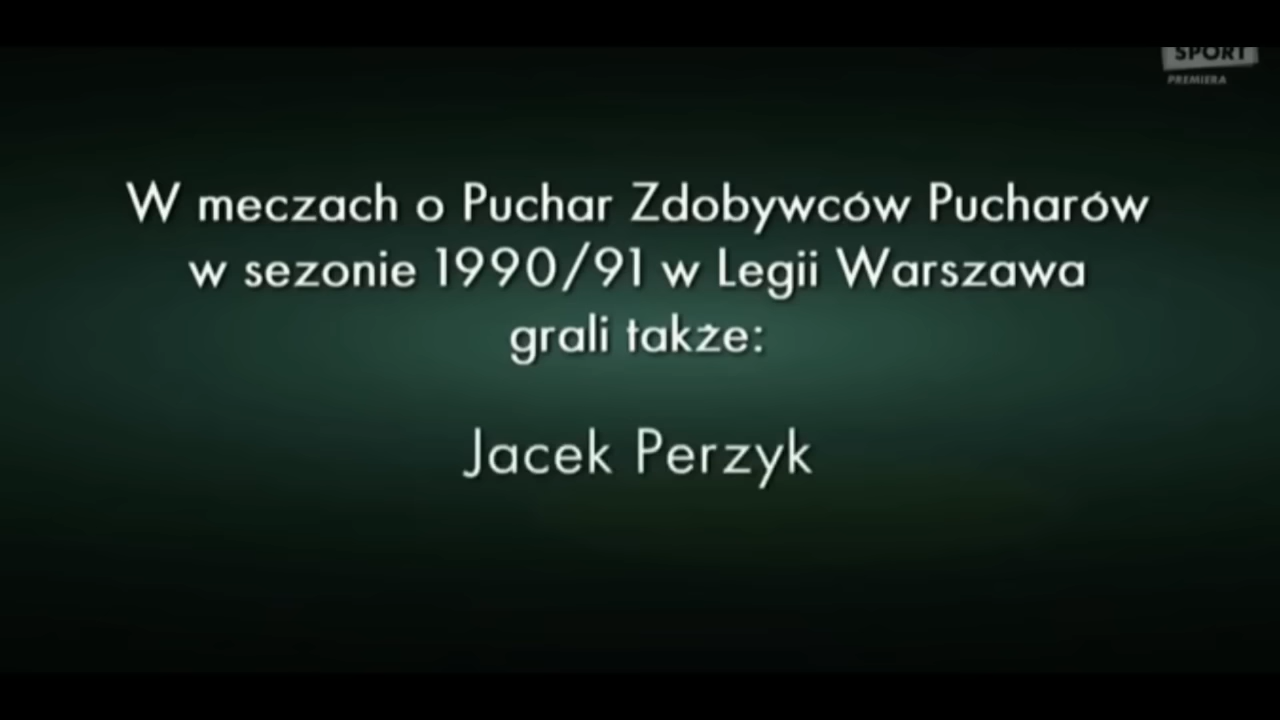 SPORT
PREMIERA
W meczach o Puchar Zdobywców Pucharów
w sezonie 1990/91 w Legii Warszawa
grali także:
Jacek Perzyk